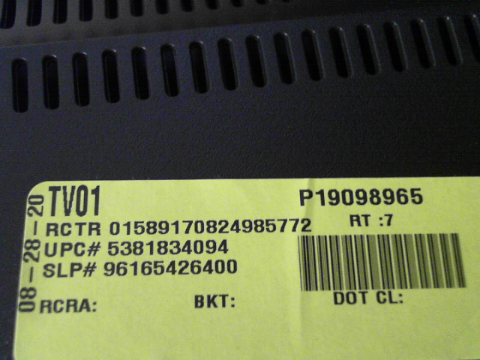 08-28-20
TV01
P19098965
RCTR 01589170824985772
RT :7
UPC# 5381834094
SLP# 96165426400
RCRA:
BKT:
DOT CL: